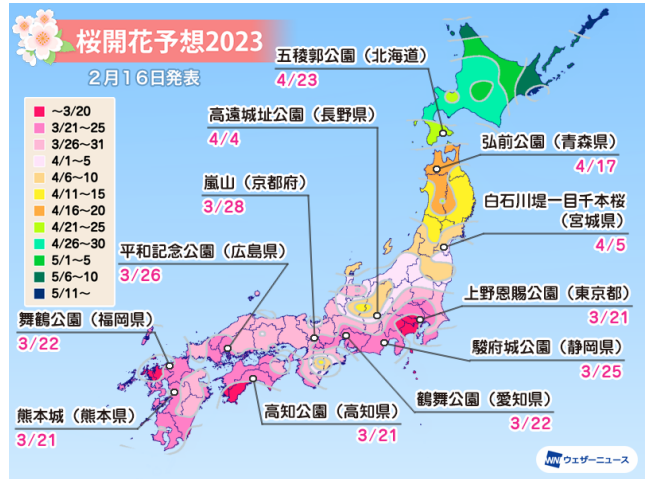 桜開花予想2023
2月16日発表
～3/20
3/21～25
3/26～31
4/1～5
4/6～10
4/11～15
4/16～20
4/21～25
4/26～30
5/1～5
5/6～10
5/11～
五稜郭公園（北海道）
4/23
高遠城址公園（長野県）
4/4
弘前公園（青森県）
4/17
嵐山（京都府）
3/28
白石川堤一目千本桜
（宮城県）
4/5
平和記念公園（広島県）
3/26
上野恩賜公園（東京都）
3/21
舞鶴公園（福岡県）
3/22
駿府城公園（静岡県）
3/25
鶴舞公園（愛知県）
3/22
熊本城（熊本県）
3/21
高知公園（高知県）
3/21
WN ウェザーニュース